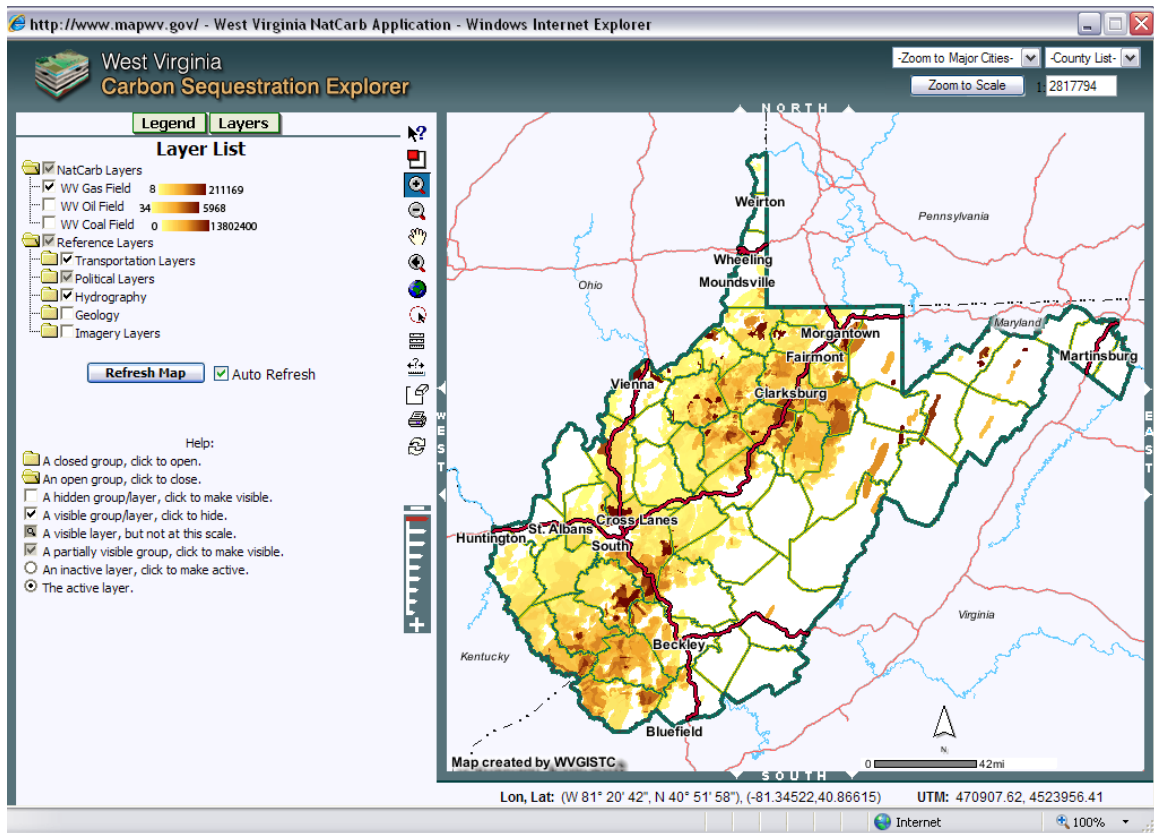 http://www.mapwv.gov/ - West Virginia NatCarb Application - Windows Internet Explorer
West Virginia
Carbon Sequestration Explorer
-Zoom to Major Cities-
-County List-
Zoom to Scale
1: 2817794
Legend
Layers
Layer List
NatCarb Layers
WV Gas Field 8 211169
WV Oil Field 34 5968
WV Coal Field 0 13802400
Reference Layers
Transportation Layers
Political Layers
Hydrography
Geology
Imagery Layers
Refresh Map
Auto Refresh
Help:
A closed group, click to open.
An open group, click to close.
A hidden group/layer, click to make visible.
A visible group/layer, click to hide.
A visible layer, but not at this scale.
A partially visible group, click to make visible.
An inactive layer, click to make active.
The active layer.
NORTH
WEST
EAST
SOUTH
Weirton
Pennsylvania
Wheeling
Moundsville
Ohio
Maryland
Morgantown
Fairmont
Martinsburg
Vienna
Clarksburg
Cross Lanes
St. Albans
Huntington
South
Virginia
Beckley
Kentucky
Bluefield
N
Map created by WVGISTC
0 42mi
Lon, Lat: (W 81° 20' 42", N 40° 51' 58"), (-81.34522,40.86615) UTM: 470907.62, 4523956.41
Internet
100%